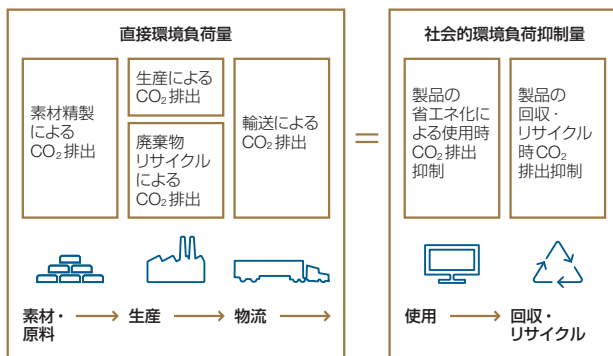 直接環境負荷量
素材精製
による
CO₂排出
生産による
CO₂排出
廃棄物
リサイクル
による
CO₂排出
輸送による
CO₂排出
素材・
原料
生産
物流
=
社会的環境負荷抑制量
製品の
省エネ化に
よる使用時
CO₂排出
抑制
製品の
回収・
リサイクル
時CO₂
排出抑制
使用
回収・
リサイクル